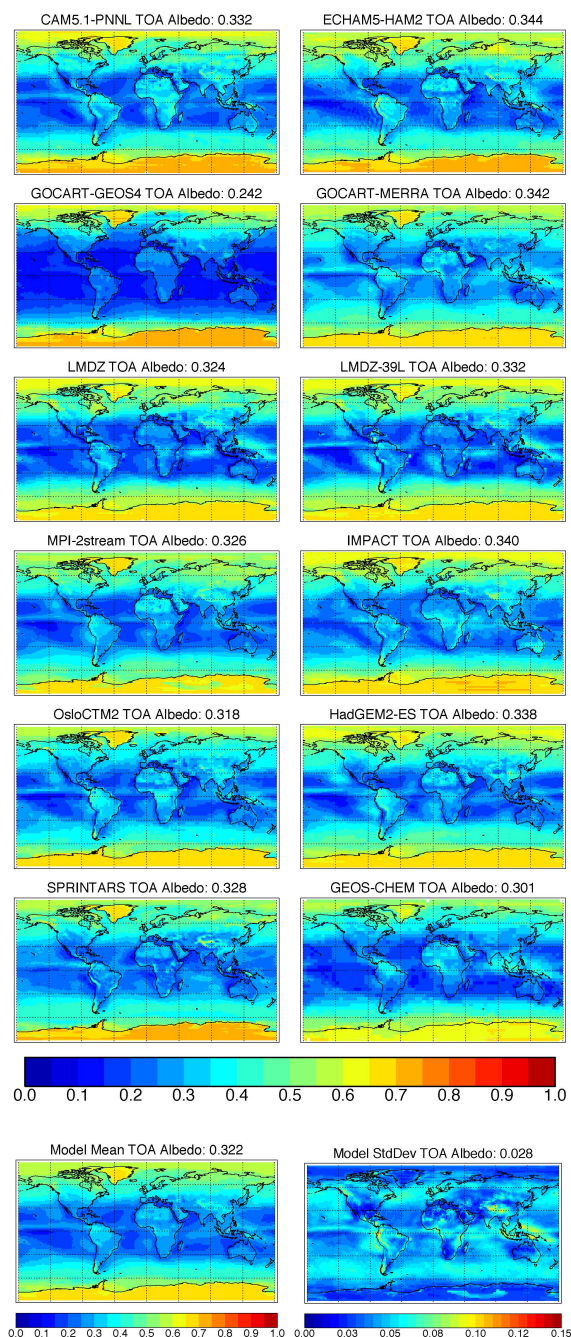 CAM5.1-PNNL TOA Albedo: 0.332
ECHAM5-HAM2 TOA Albedo: 0.344
GOCART-GEOS4 TOA Albedo: 0.242
GOCART-MERRA TOA Albedo: 0.342
LMDZ TOA Albedo: 0.324
LMDZ-39L TOA Albedo: 0.332
MPI-2stream TOA Albedo: 0.326
IMPACT TOA Albedo: 0.340
OsloCTM2 TOA Albedo: 0.318
HadGEM2-ES TOA Albedo: 0.338
SPRINTARS TOA Albedo: 0.328
GEOS-CHEM TOA Albedo: 0.301
0.0 0.1 0.2 0.3 0.4 0.5 0.6 0.7 0.8 0.9 1.0
Model Mean TOA Albedo: 0.322
Model StdDev TOA Albedo: 0.028
0.0 0.1 0.2 0.3 0.4 0.5 0.6 0.7 0.8 0.9 1.0
0.00 0.03 0.08 0.10 0.12 0.15